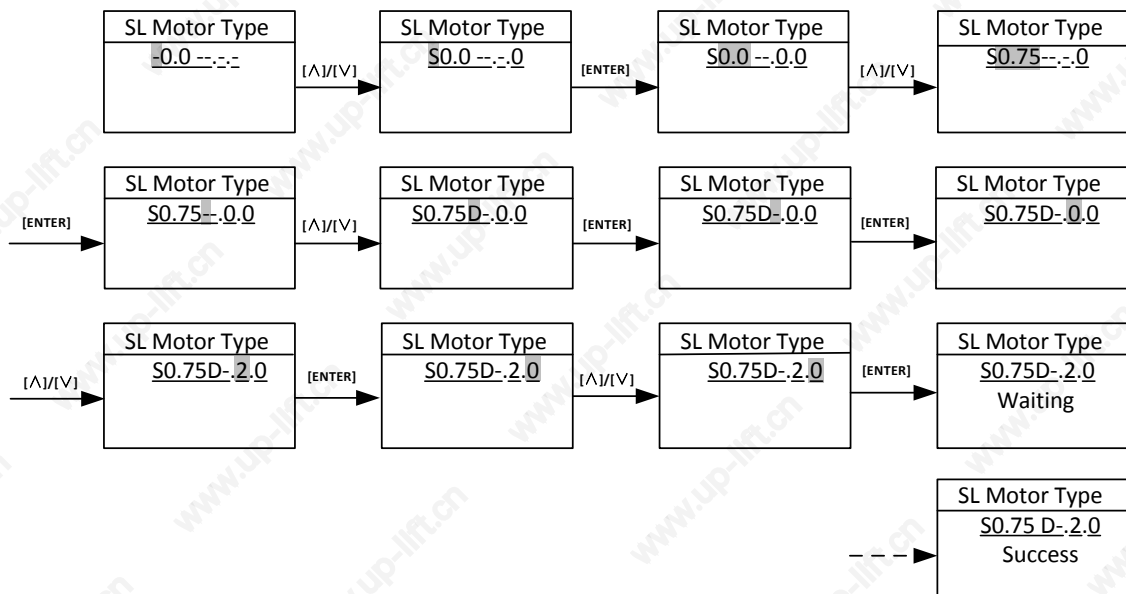 SL Motor Type
-0.0 --.-.-
[∧]/[∨]
SL Motor Type
S0.0 --.-.0
[ENTER]
SL Motor Type
S0.0 --.0.0
[∧]/[∨]
SL Motor Type
S0.75--.-.0
[ENTER]
SL Motor Type
S0.75--.0.0
[∧]/[∨]
SL Motor Type
S0.75D-.0.0
[ENTER]
SL Motor Type
S0.75D-.0.0
[ENTER]
SL Motor Type
S0.75D-.0.0
[∧]/[∨]
SL Motor Type
S0.75D-.2.0
[ENTER]
SL Motor Type
S0.75D-.2.0
[∧]/[∨]
SL Motor Type
S0.75D-.2.0
[ENTER]
SL Motor Type
S0.75D-.2.0
Waiting
SL Motor Type
S0.75 D-.2.0
Success
www.up-lift.cn